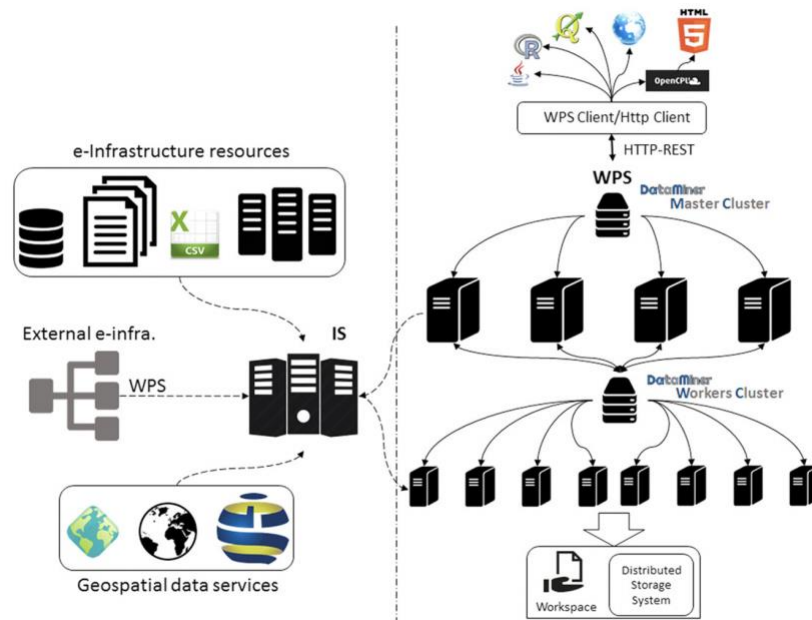 e-Infrastructure resources
X
CSV
External e-infra.
WPS
IS
Geospatial data services
R
Q
HTML
5
Java
OpenCPU
WPS Client/Http Client
HTTP-REST
WPS
DataMiner
Master Cluster
DataMiner
Workers Cluster
Workspace
Distributed
Storage
System